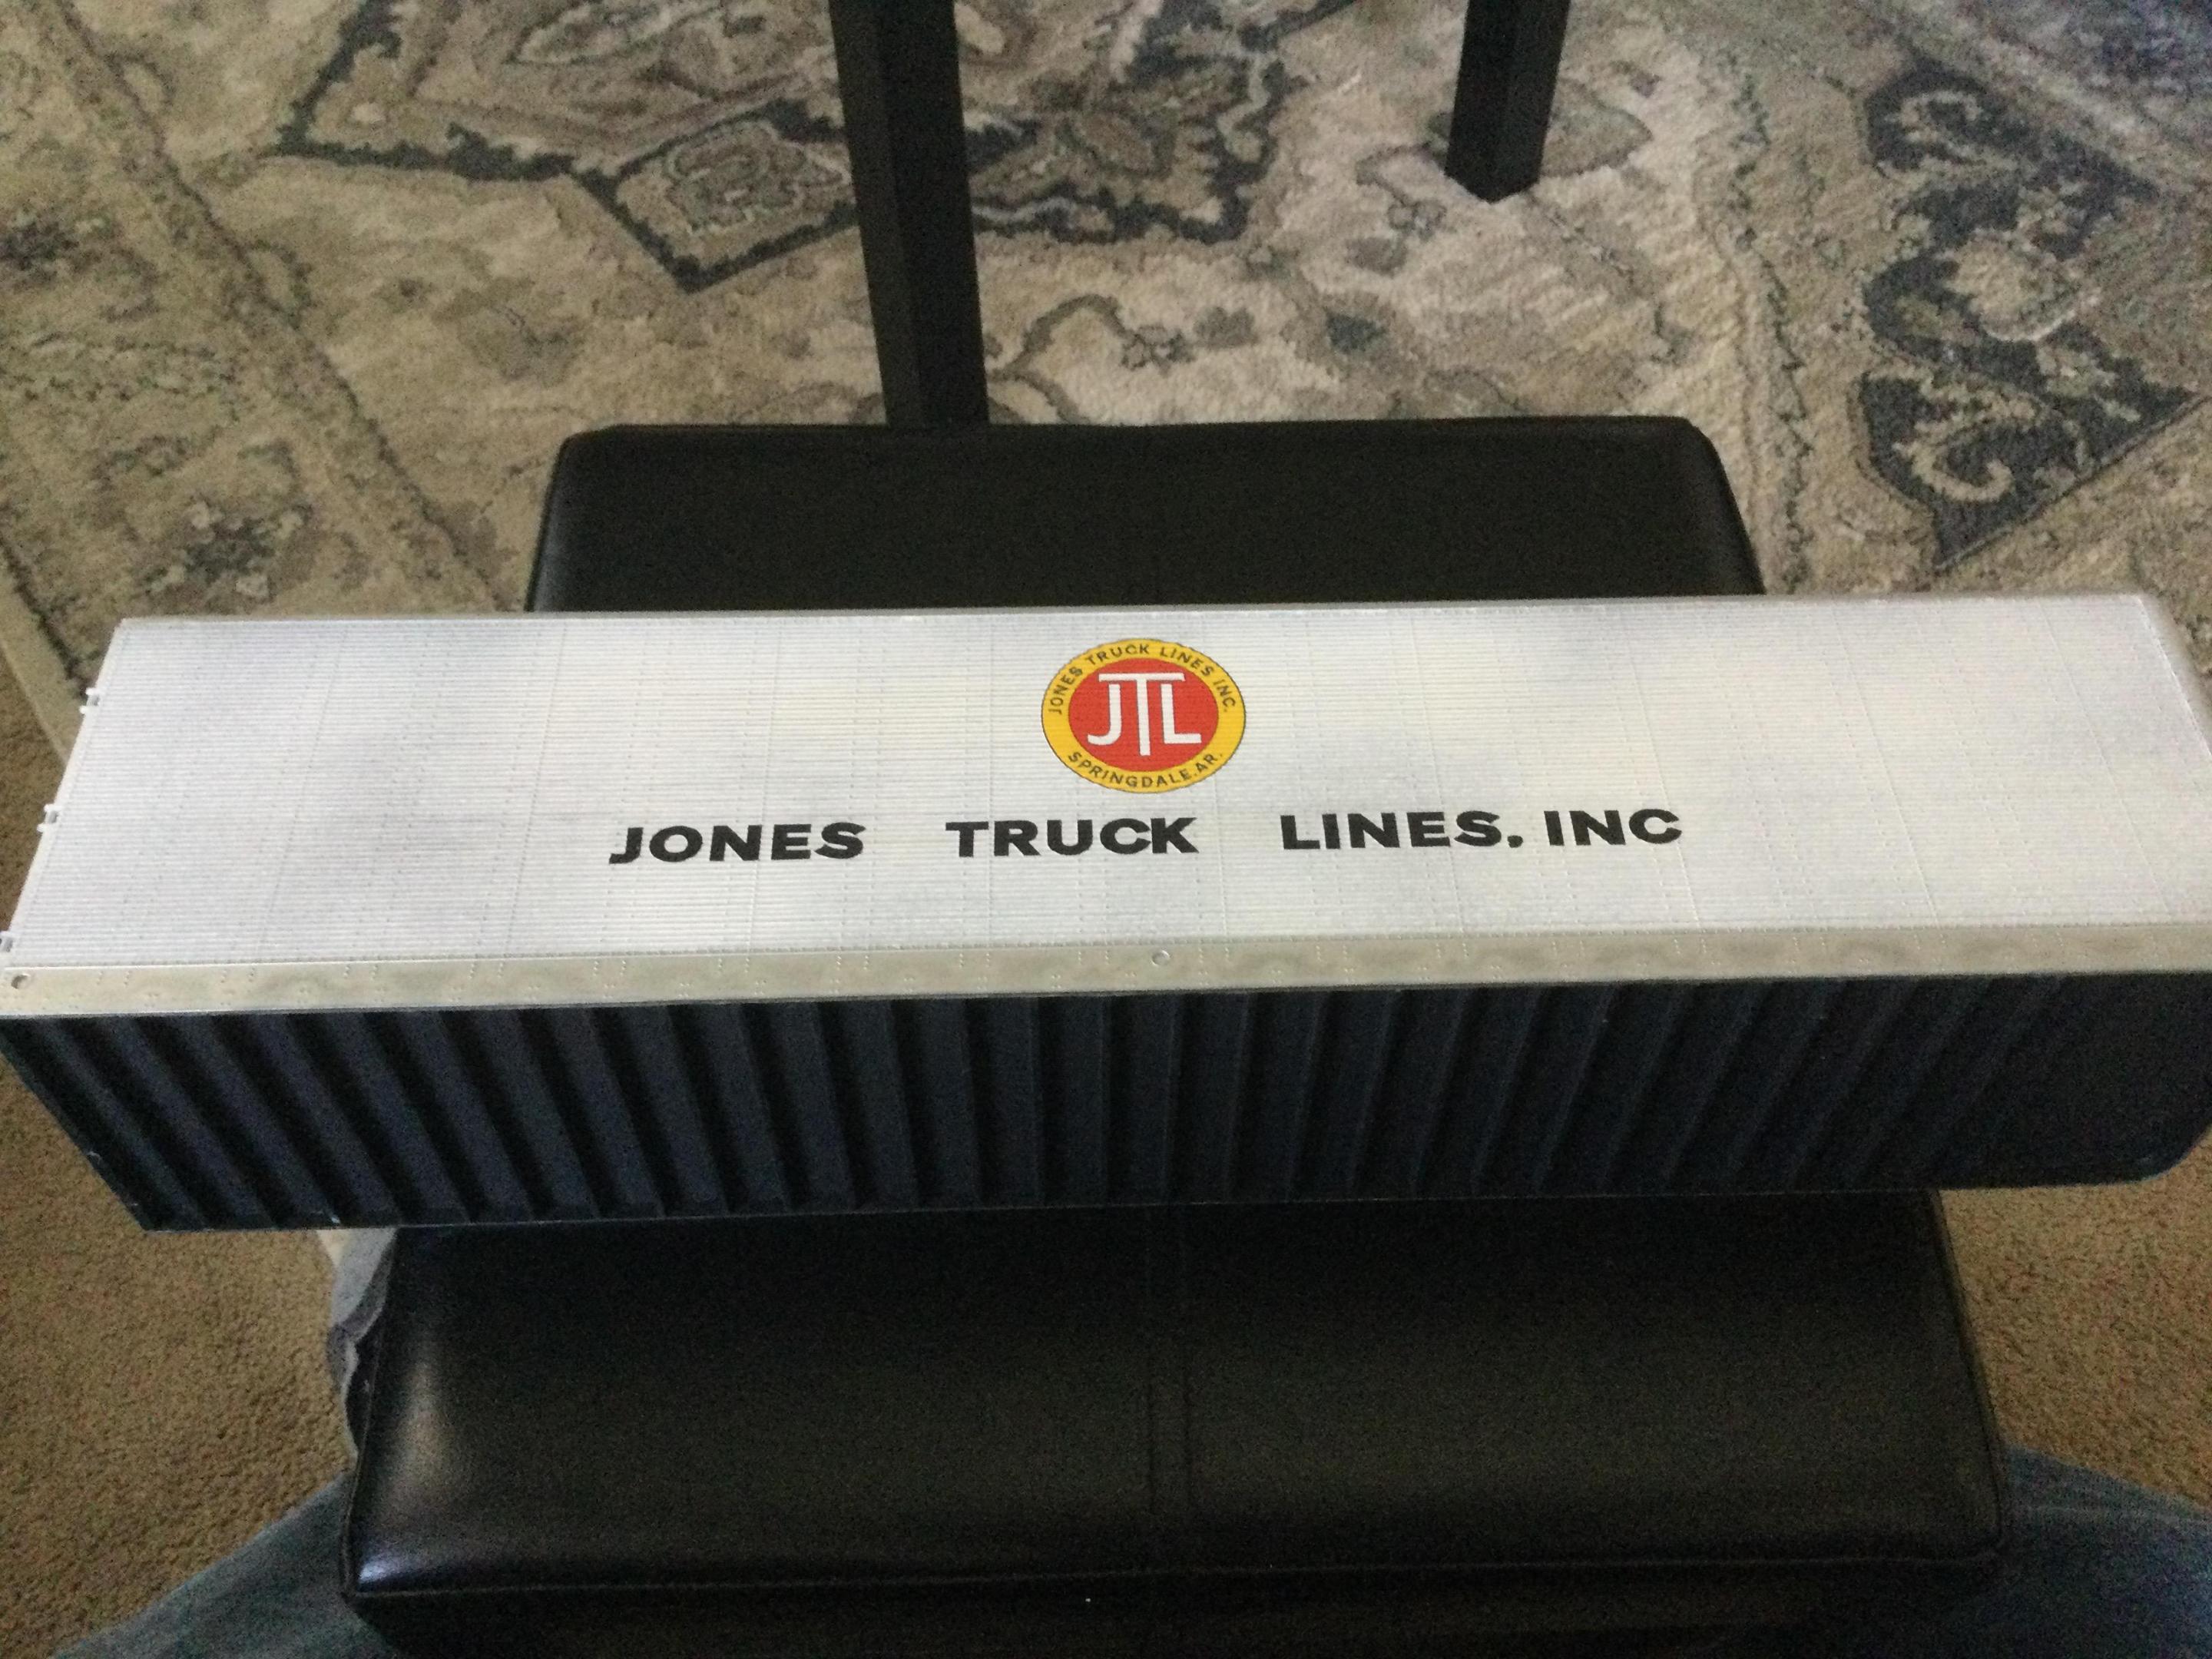 JONES TRUCK LINES INC.
JTL
SPRINGDALE, AR.
JONES TRUCK LINES, INC